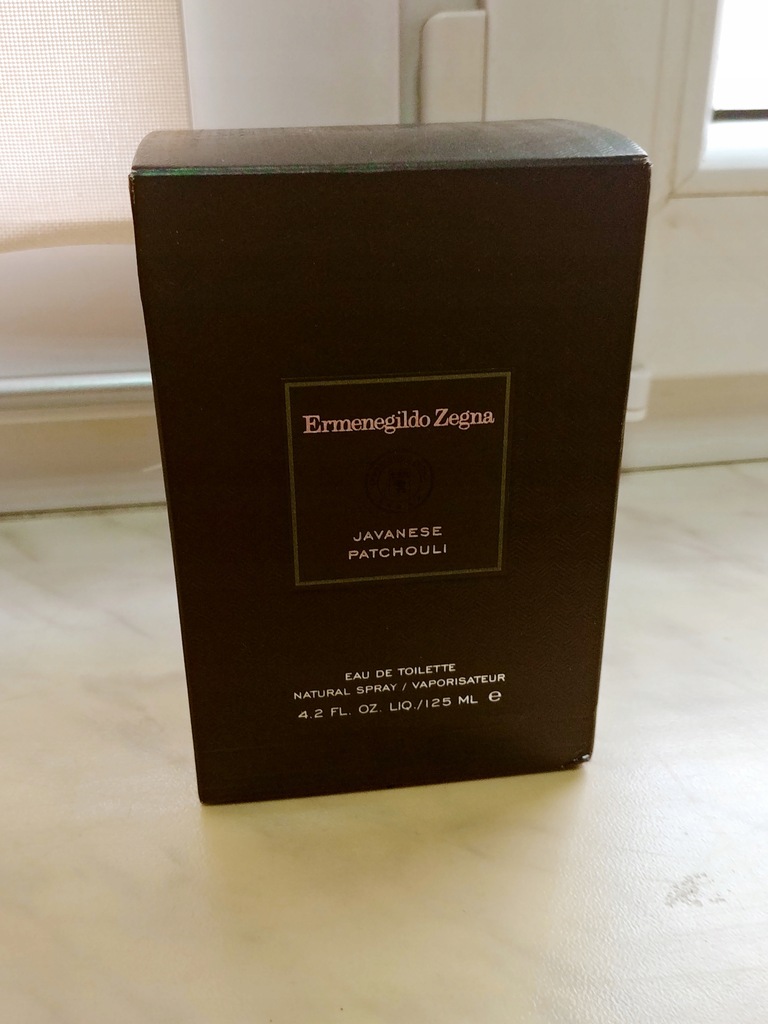 Ermenegildo Zegna
JAVANESE
PATCHOULI
EAU DE TOILETTE
NATURAL SPRAY / VAPORISATEUR
4.2 FL. OZ. LIQ./125 ML ℮